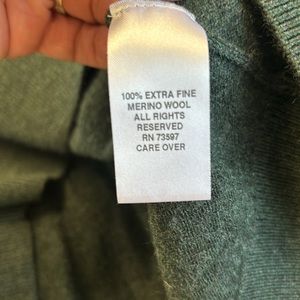 100% EXTRA FINE
MERINO WOOL
ALL RIGHTS
RESERVED
RN 73597
CARE OVER